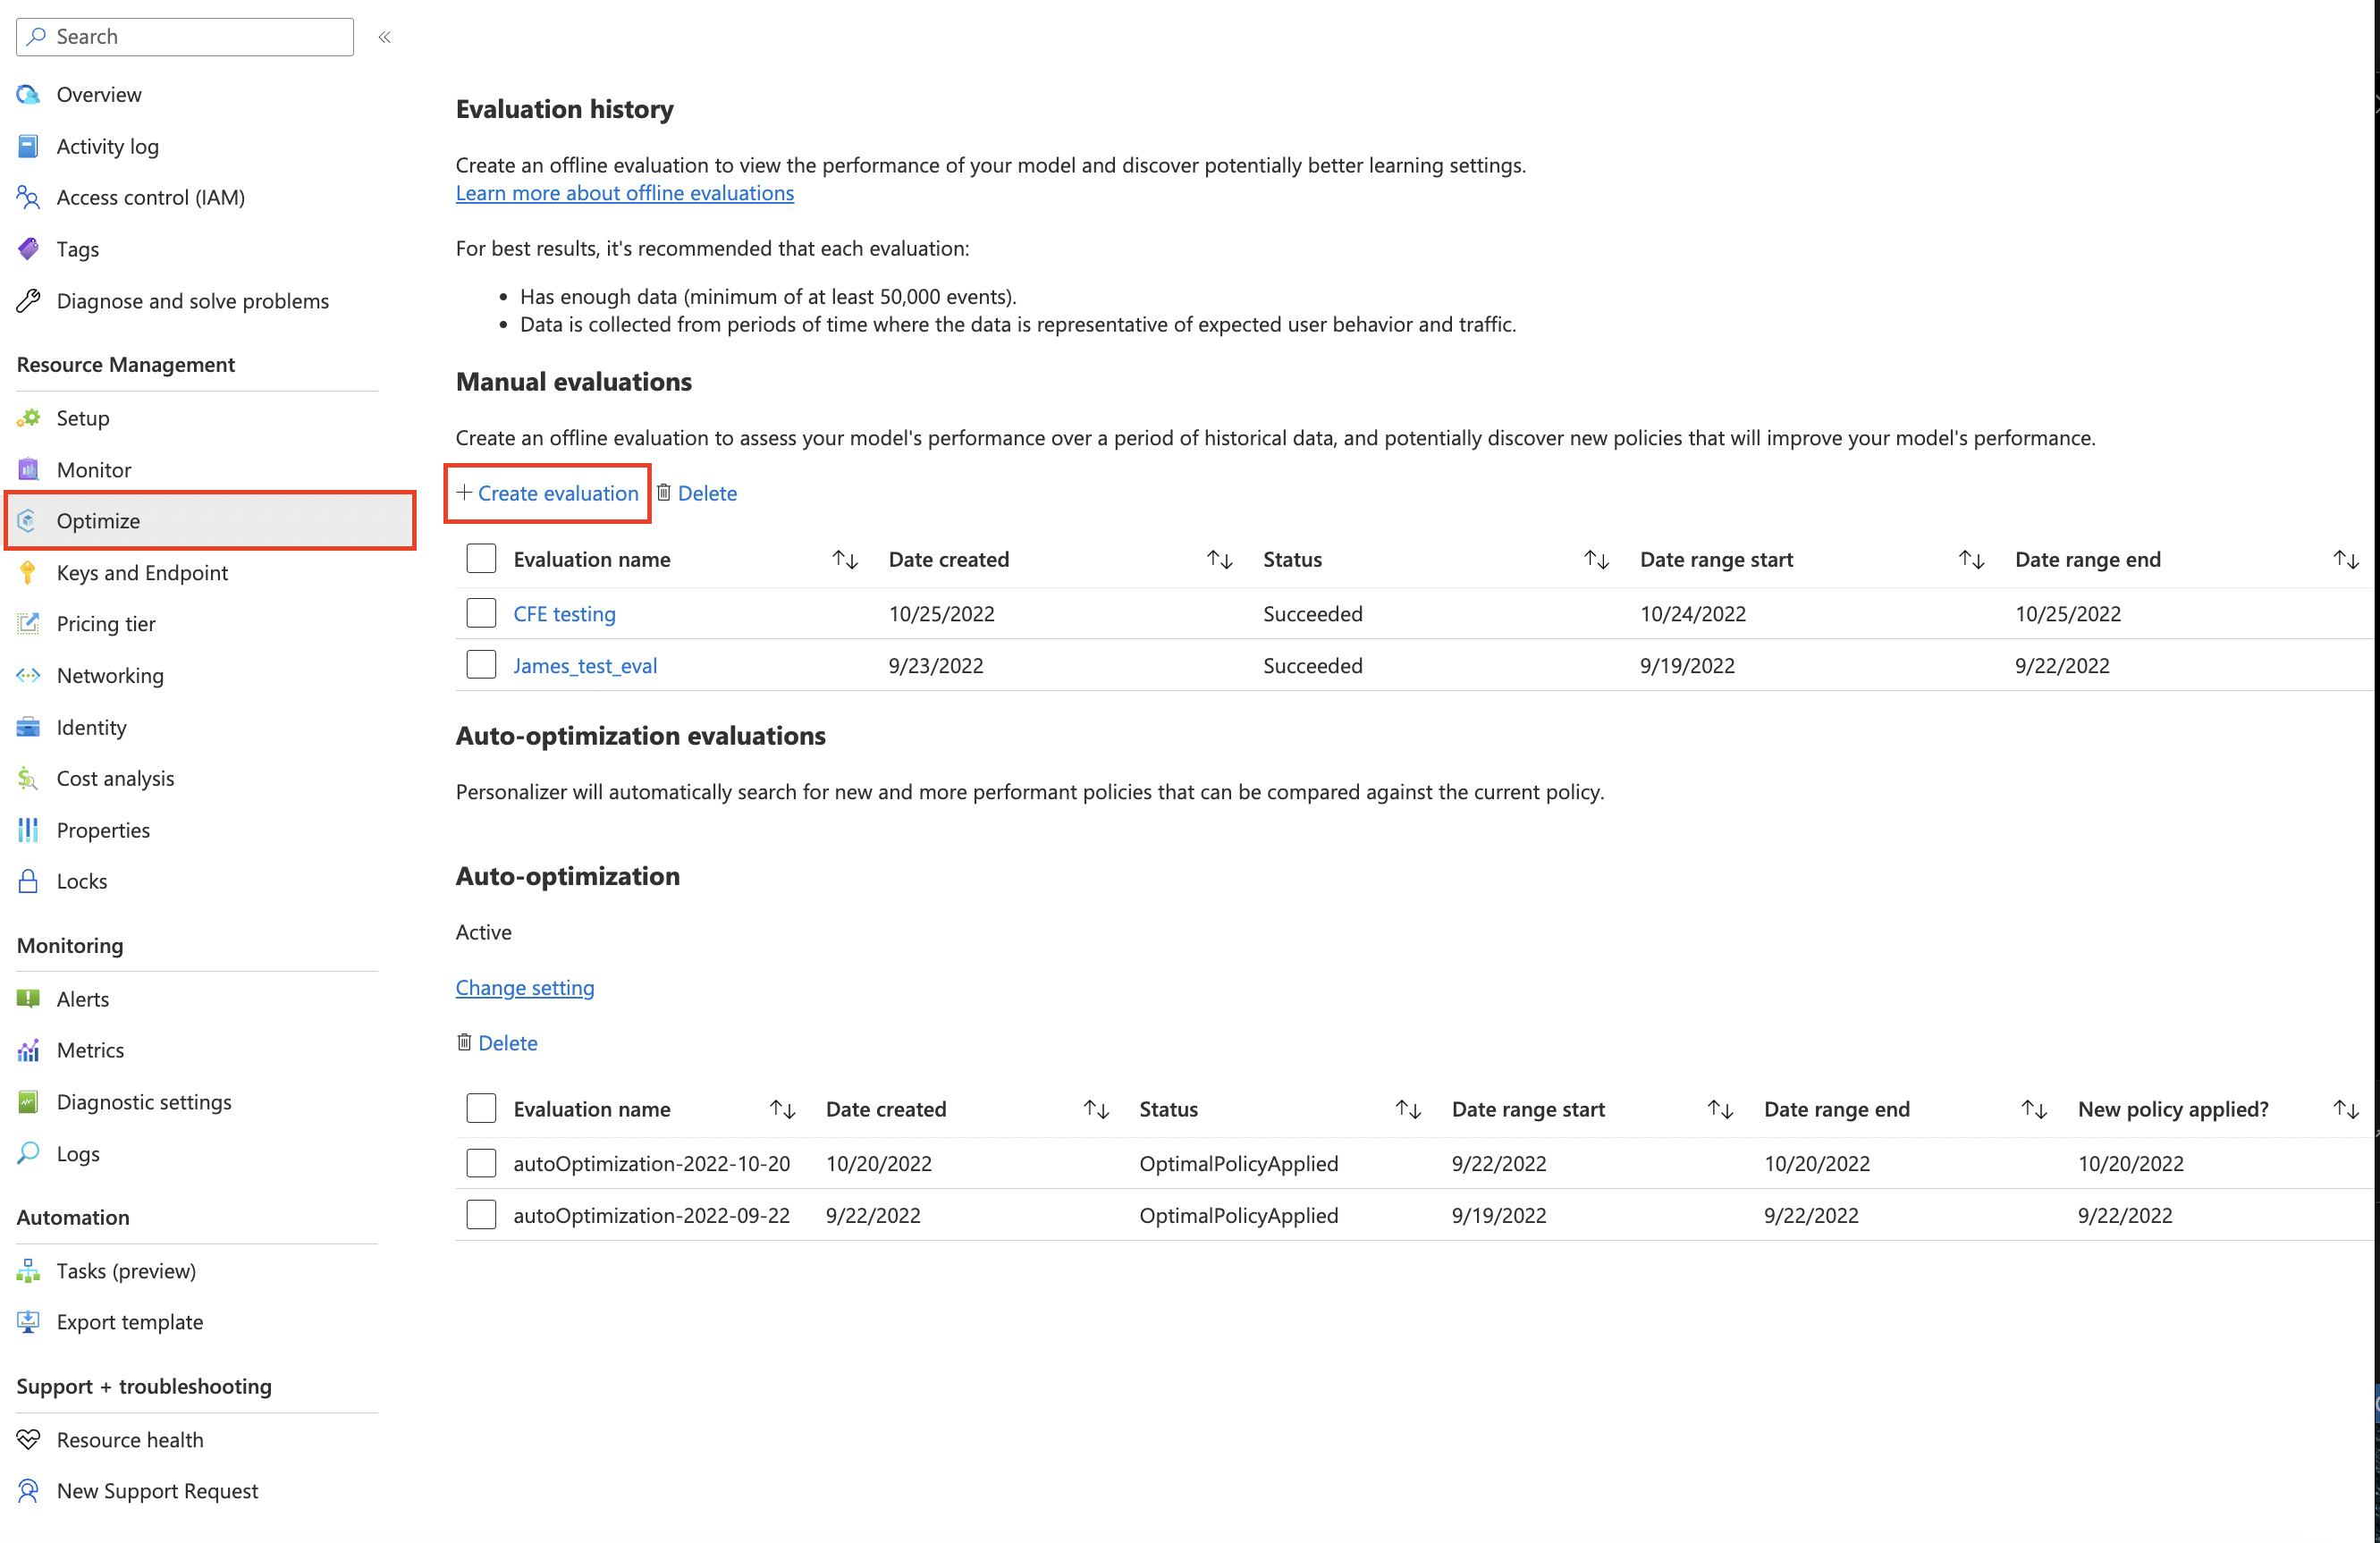 Search
Overview
Activity log
Access control (IAM)
Tags
Diagnose and solve problems
Resource Management
Setup
Monitor
Optimize
Keys and Endpoint
Pricing tier
Networking
Identity
Cost analysis
Properties
Locks
Monitoring
Alerts
Metrics
Diagnostic settings
Logs
Automation
Tasks (preview)
Export template
Support + troubleshooting
Resource health
New Support Request
Evaluation history
Create an offline evaluation to view the performance of your model and discover potentially better learning settings.
Learn more about offline evaluations
For best results, it's recommended that each evaluation:
• Has enough data (minimum of at least 50,000 events).
• Data is collected from periods of time where the data is representative of expected user behavior and traffic.
Manual evaluations
Create an offline evaluation to assess your model's performance over a period of historical data, and potentially discover new policies that will improve your model's performance.
+ Create evaluation Delete
Evaluation name Date created Status Date range start Date range end
CFE testing 10/25/2022 Succeeded 10/24/2022 10/25/2022
James_test_eval 9/23/2022 Succeeded 9/19/2022 9/22/2022
Auto-optimization evaluations
Personalizer will automatically search for new and more performant policies that can be compared against the current policy.
Auto-optimization
Active
Change setting
Delete
Evaluation name Date created Status Date range start Date range end New policy applied?
autoOptimization-2022-10-20 10/20/2022 OptimalPolicyApplied 9/22/2022 10/20/2022 10/20/2022
autoOptimization-2022-09-22 9/22/2022 OptimalPolicyApplied 9/19/2022 9/22/2022 9/22/2022